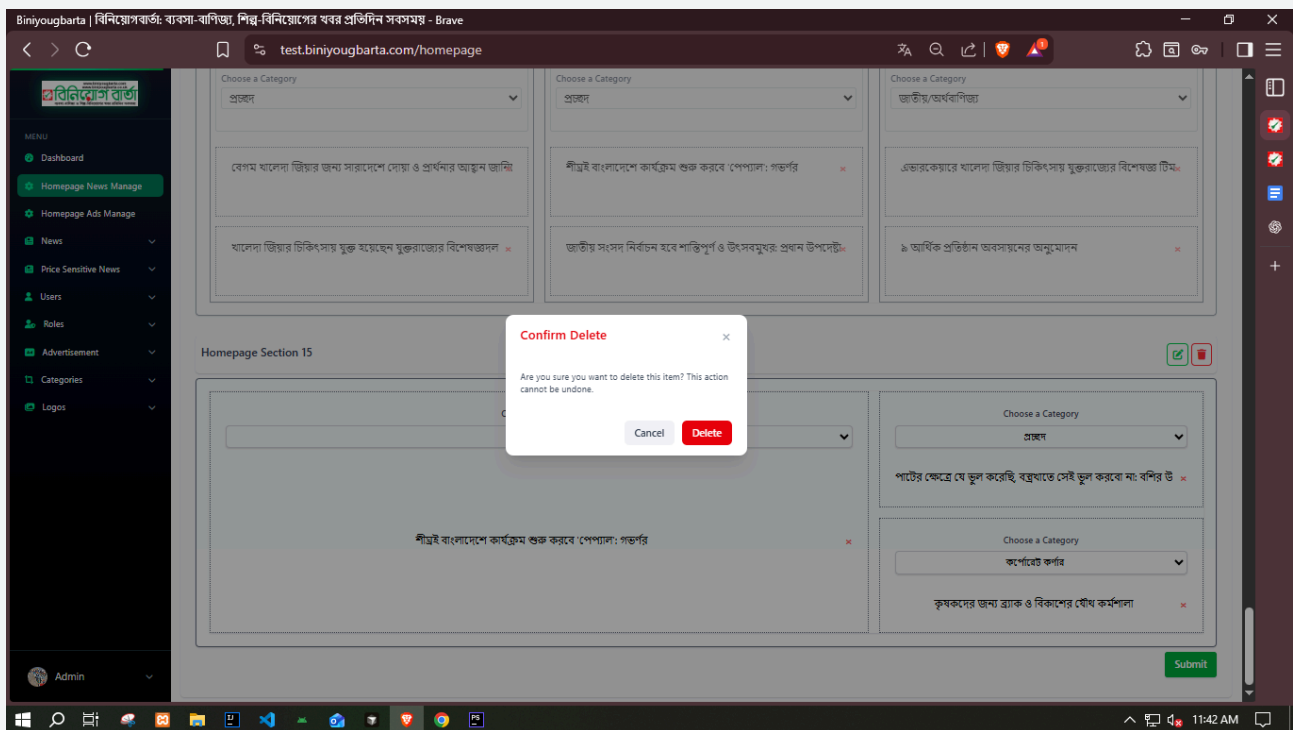 Biniyougbarta | বিনিয়োগবার্তা: ব্যবসা-বাণিজ্য, শিল্প-বিনিয়োগের খবর প্রতিদিন সবসময় - Brave
test.biniyougbarta.com/homepage
বিনিয়োগ বার্তা
MENU
Dashboard
Homepage News Manage
Homepage Ads Manage
News
Price Sensitive News
Users
Roles
Advertisement
Categories
Logos
Admin
Choose a Category Choose a Category Choose a Category
প্রচ্ছদ প্রচ্ছদ জাতীয়/অর্থবাণিজ্য
বেগম খালেদা জিয়ার জন্য সারাদেশে দোয়া ও প্রার্থনার আহ্বান শীঘ্রই বাংলাদেশে কার্যক্রম শুরু করবে 'পেপ্যাল': গভর্ণর এভারকেয়ারে খালেদা জিয়ার চিকিৎসায় যুক্তরাজ্যের বিশেষজ্ঞ টিম
খালেদা জিয়ার চিকিৎসায় যুক্ত হয়েছেন যুক্তরাজ্যের বিশেষজ্ঞদল জাতীয় সংসদ নির্বাচন হবে শান্তিপূর্ণ ও উৎসবমুখর: প্রধান উপদেষ্টা ৯ আর্থিক প্রতিষ্ঠান অবসায়নের অনুমোদন
Homepage Section 15
Confirm Delete
Are you sure you want to delete this item? This action
cannot be undone.
Cancel Delete
Choose a Category
প্রচ্ছদ
পাটের ক্ষেত্রে যে ভুল করেছি, বস্ত্রখাতে সেই ভুল করবো না: বশির উ
শীঘ্রই বাংলাদেশে কার্যক্রম শুরু করবে 'পেপ্যাল': গভর্ণর
Choose a Category
কর্পোরেট কর্ণার
কৃষকদের জন্য ব্র্যাক ও বিকাশের যৌথ কর্মশালা
Submit
11:42 AM